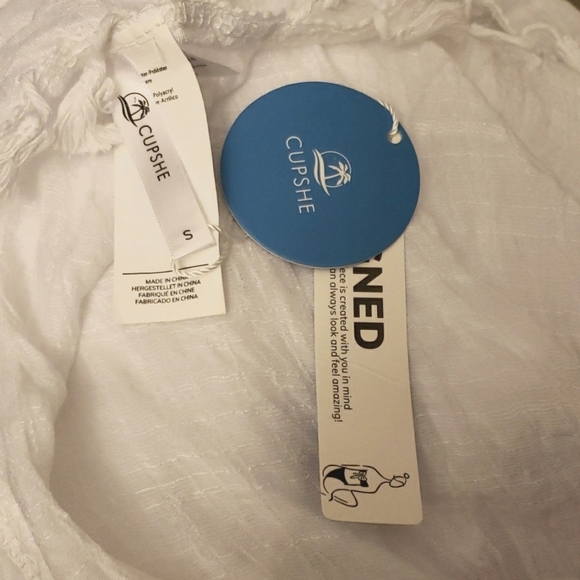 Polyacryl
Acrílico
CUPSHE
S
MADE IN CHINA
HERGESTELLET IN CHINA
FABRIQUÉ EN CHINE
FABRICADO EN CHINA
CUPSHE
NED
ece is created with you in mind
an always look and feel amazing!